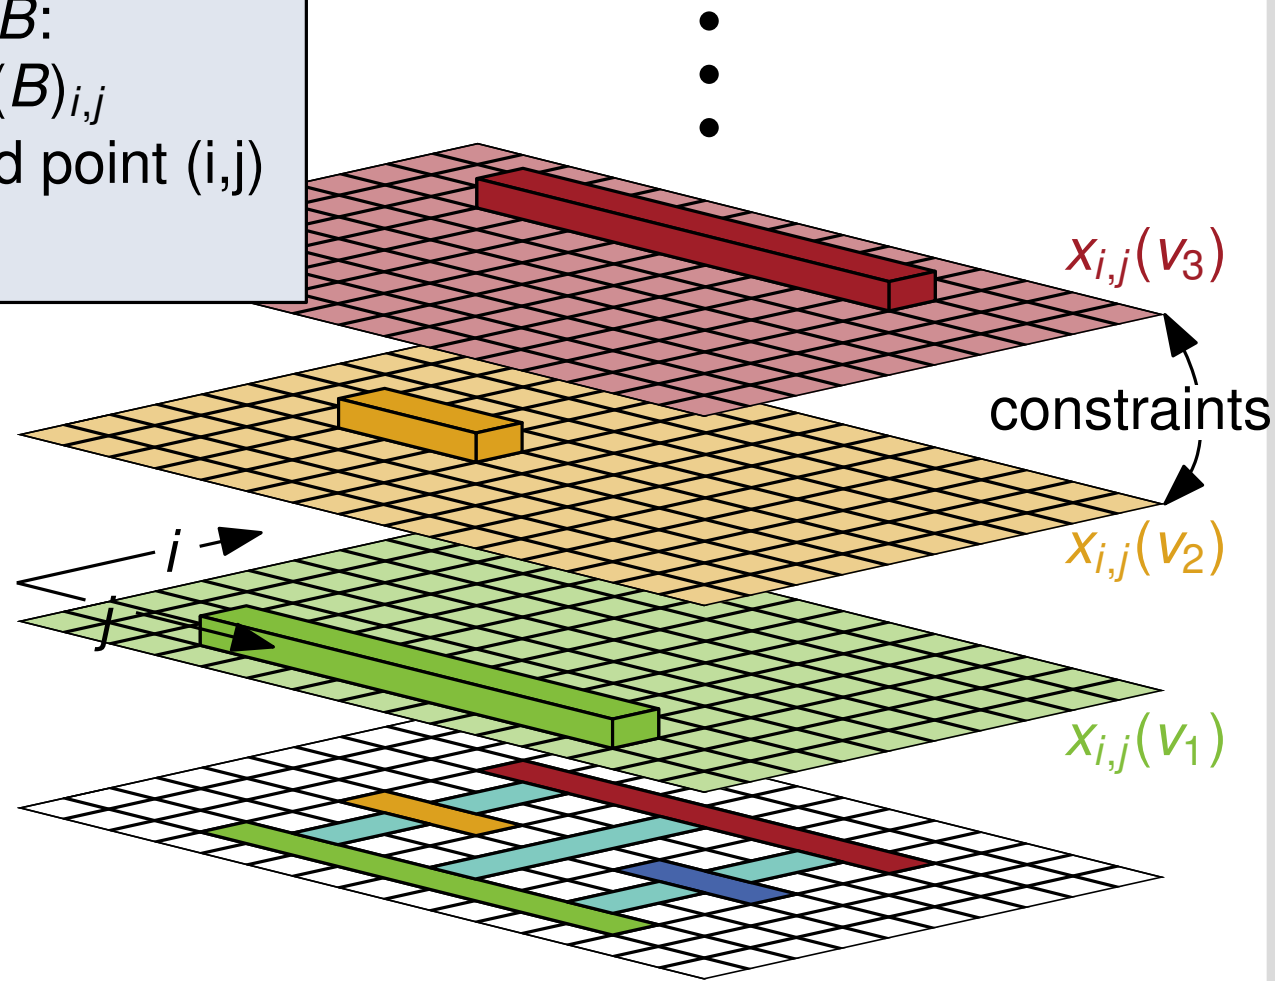 B:
(B)i,j
d point (i,j)
xi,j(v3)
constraints
xi,j(v2)
i
j
xi,j(v1)